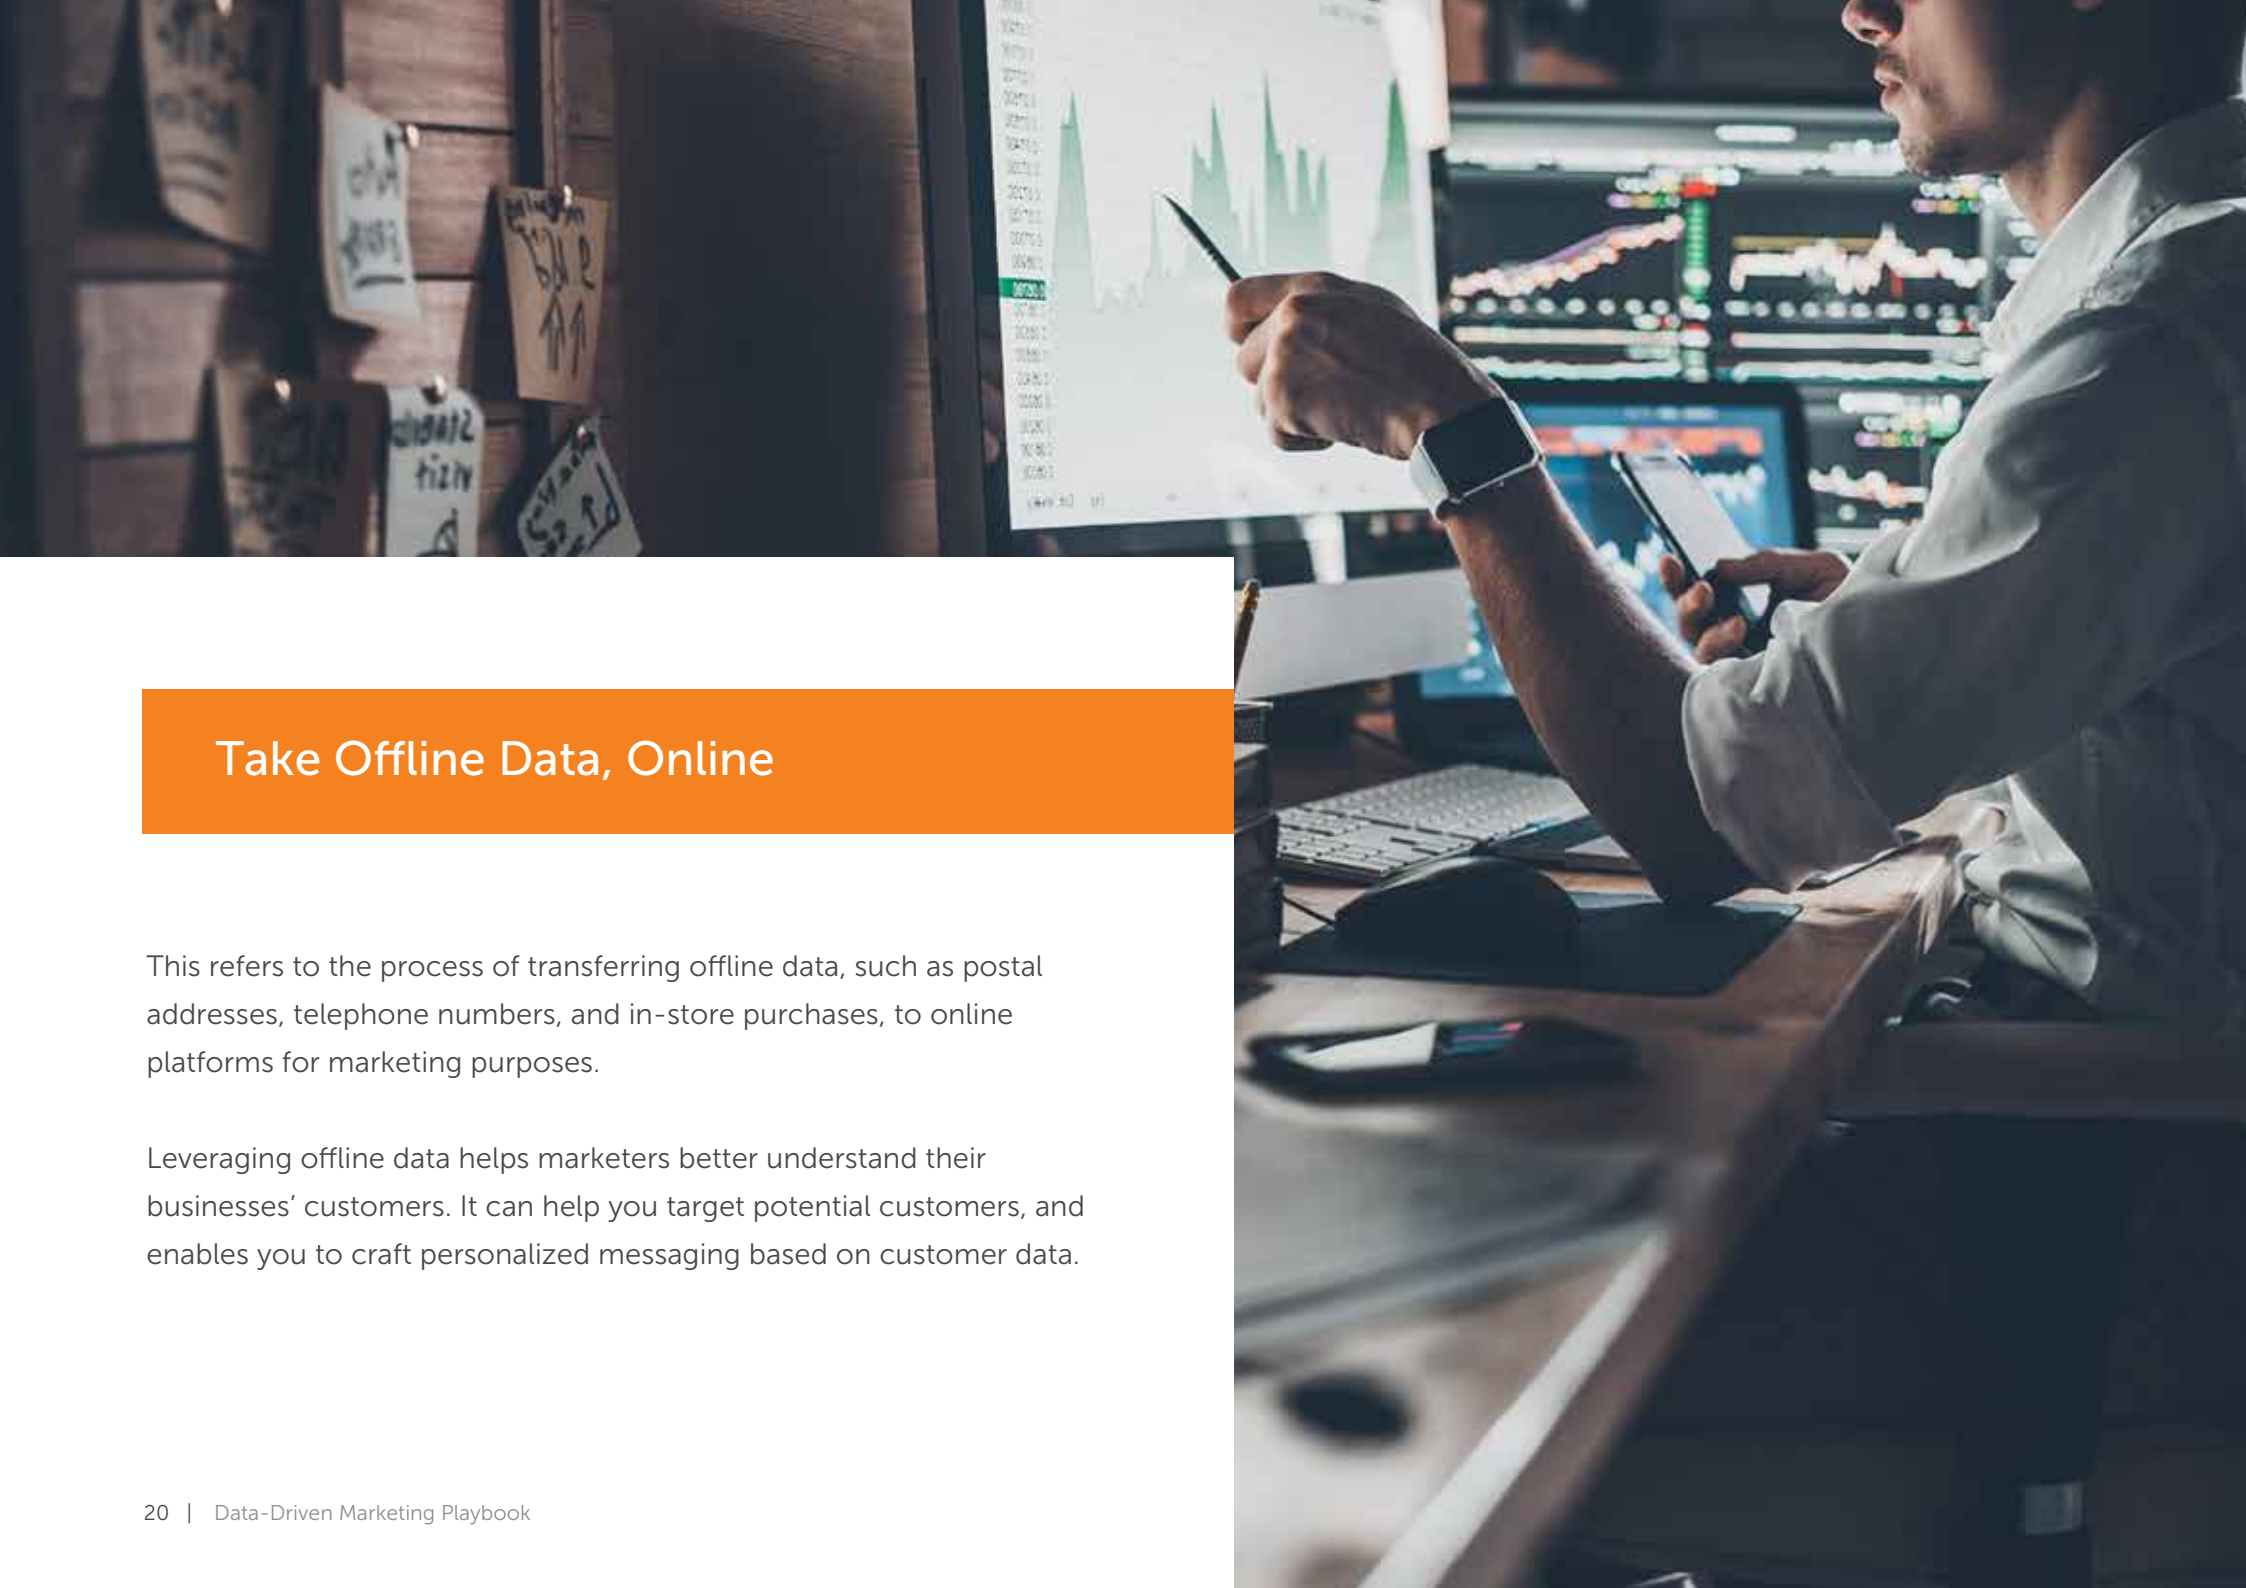 Take Offline Data, Online
This refers to the process of transferring offline data, such as postal
addresses, telephone numbers, and in-store purchases, to online
platforms for marketing purposes.
Leveraging offline data helps marketers better understand their
businesses’ customers. It can help you target potential customers, and
enables you to craft personalized messaging based on customer data.
20 | Data-Driven Marketing Playbook